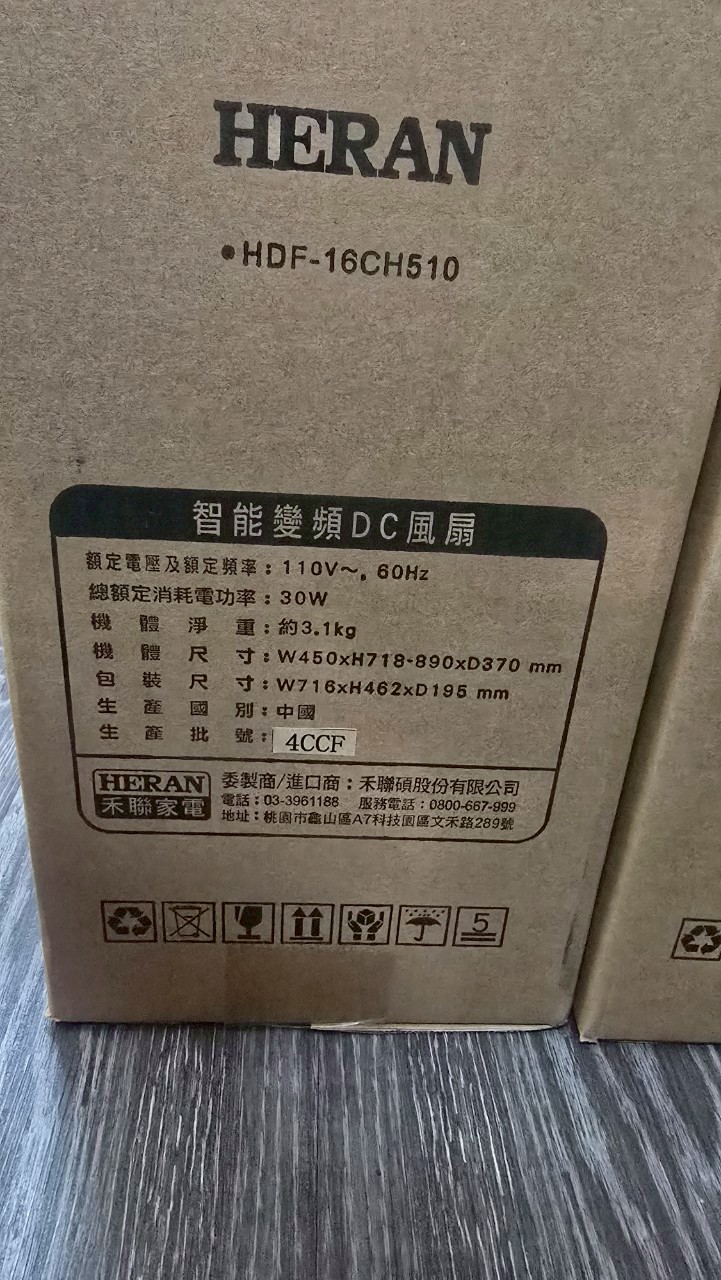 HERAN
•HDF-16CH510
智能變頻DC風扇
額定電壓及額定頻率：110V～, 60Hz
總額定消耗電功率：30W
機體淨重：約3.1kg
機體尺寸：W450xH718-890xD370 mm
包裝尺寸：W716xH462xD195 mm
生產國別：中國
生產批號：4CCF
HERAN 委製商/進口商：禾聯碩股份有限公司
禾聯家電 電話：03-3961188 服務電話：0800-667-999
地址：桃園市龜山區A7科技園區文禾路289號
5